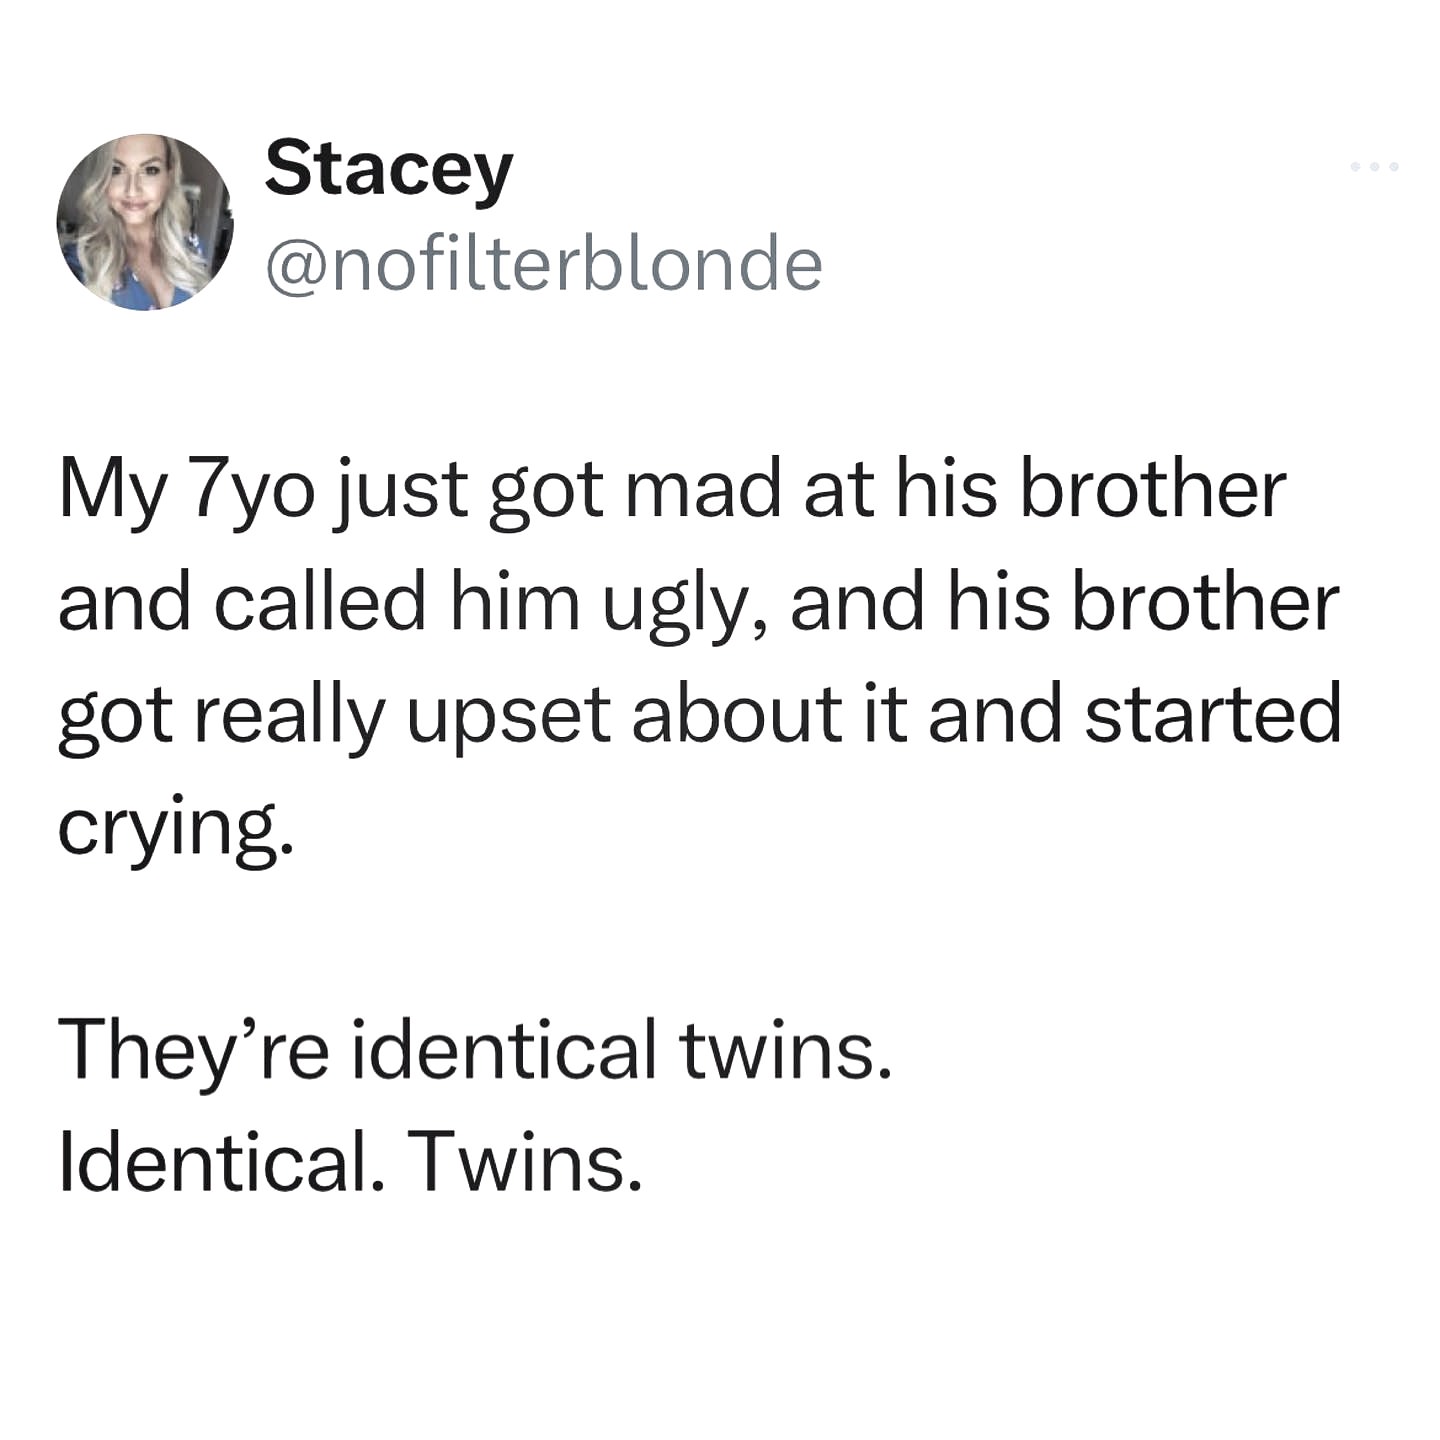 Stacey
@nofilterblonde
My 7yo just got mad at his brother
and called him ugly, and his brother
got really upset about it and started
crying.
They’re identical twins.
Identical. Twins.